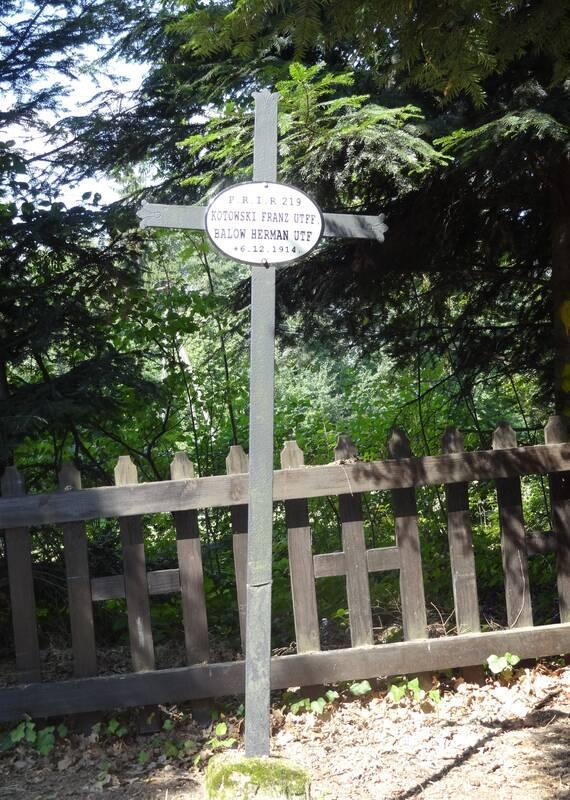 P.R.I.R 219
KOTOWSKI FRANZ UTFF
BALOW HERMAN UTF
+6.12.1914.